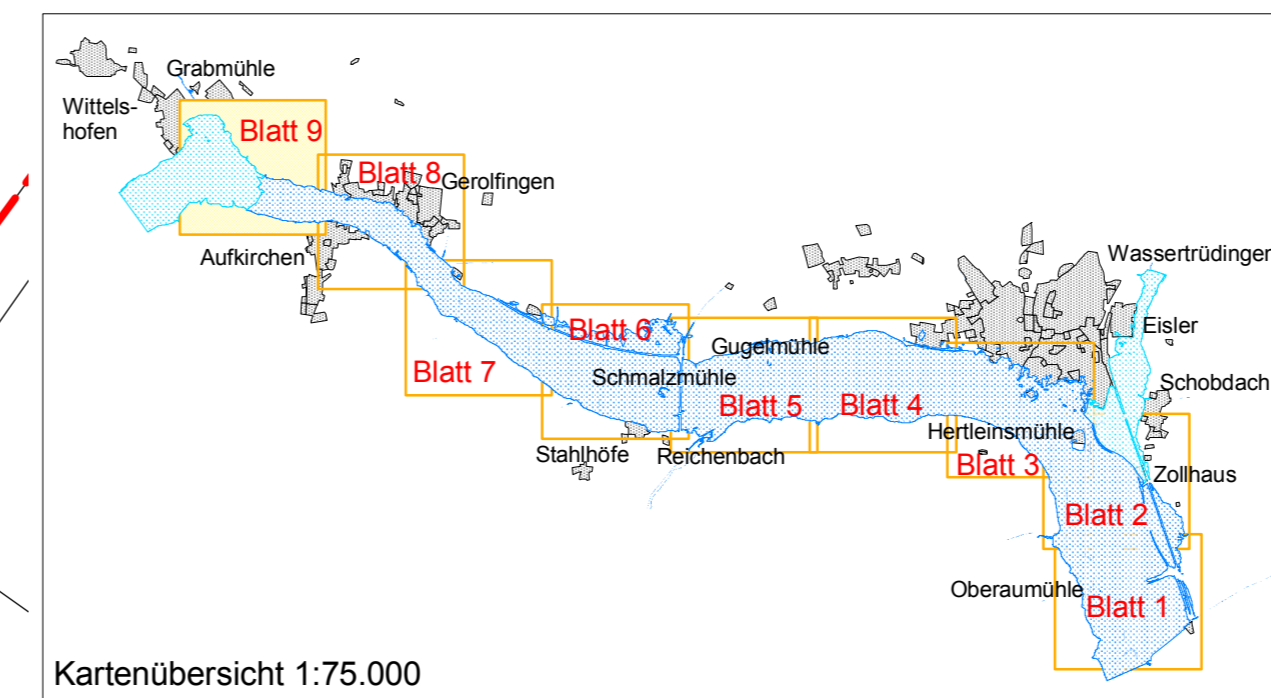 Grabmühle
Wittels-
hofen
Blatt 9
Blatt 8
Gerolfingen
Aufkirchen
Wassertrüdingen
Blatt 6
Eisler
Gugelmühle
Blatt 7
Schmalzmühle
Schobdach
Blatt 5
Blatt 4
Hertleinsmühle
Stahlhöfe
Reichenbach
Blatt 3
Zollhaus
Blatt 2
Oberaumühle
Blatt 1
Kartenübersicht 1:75.000